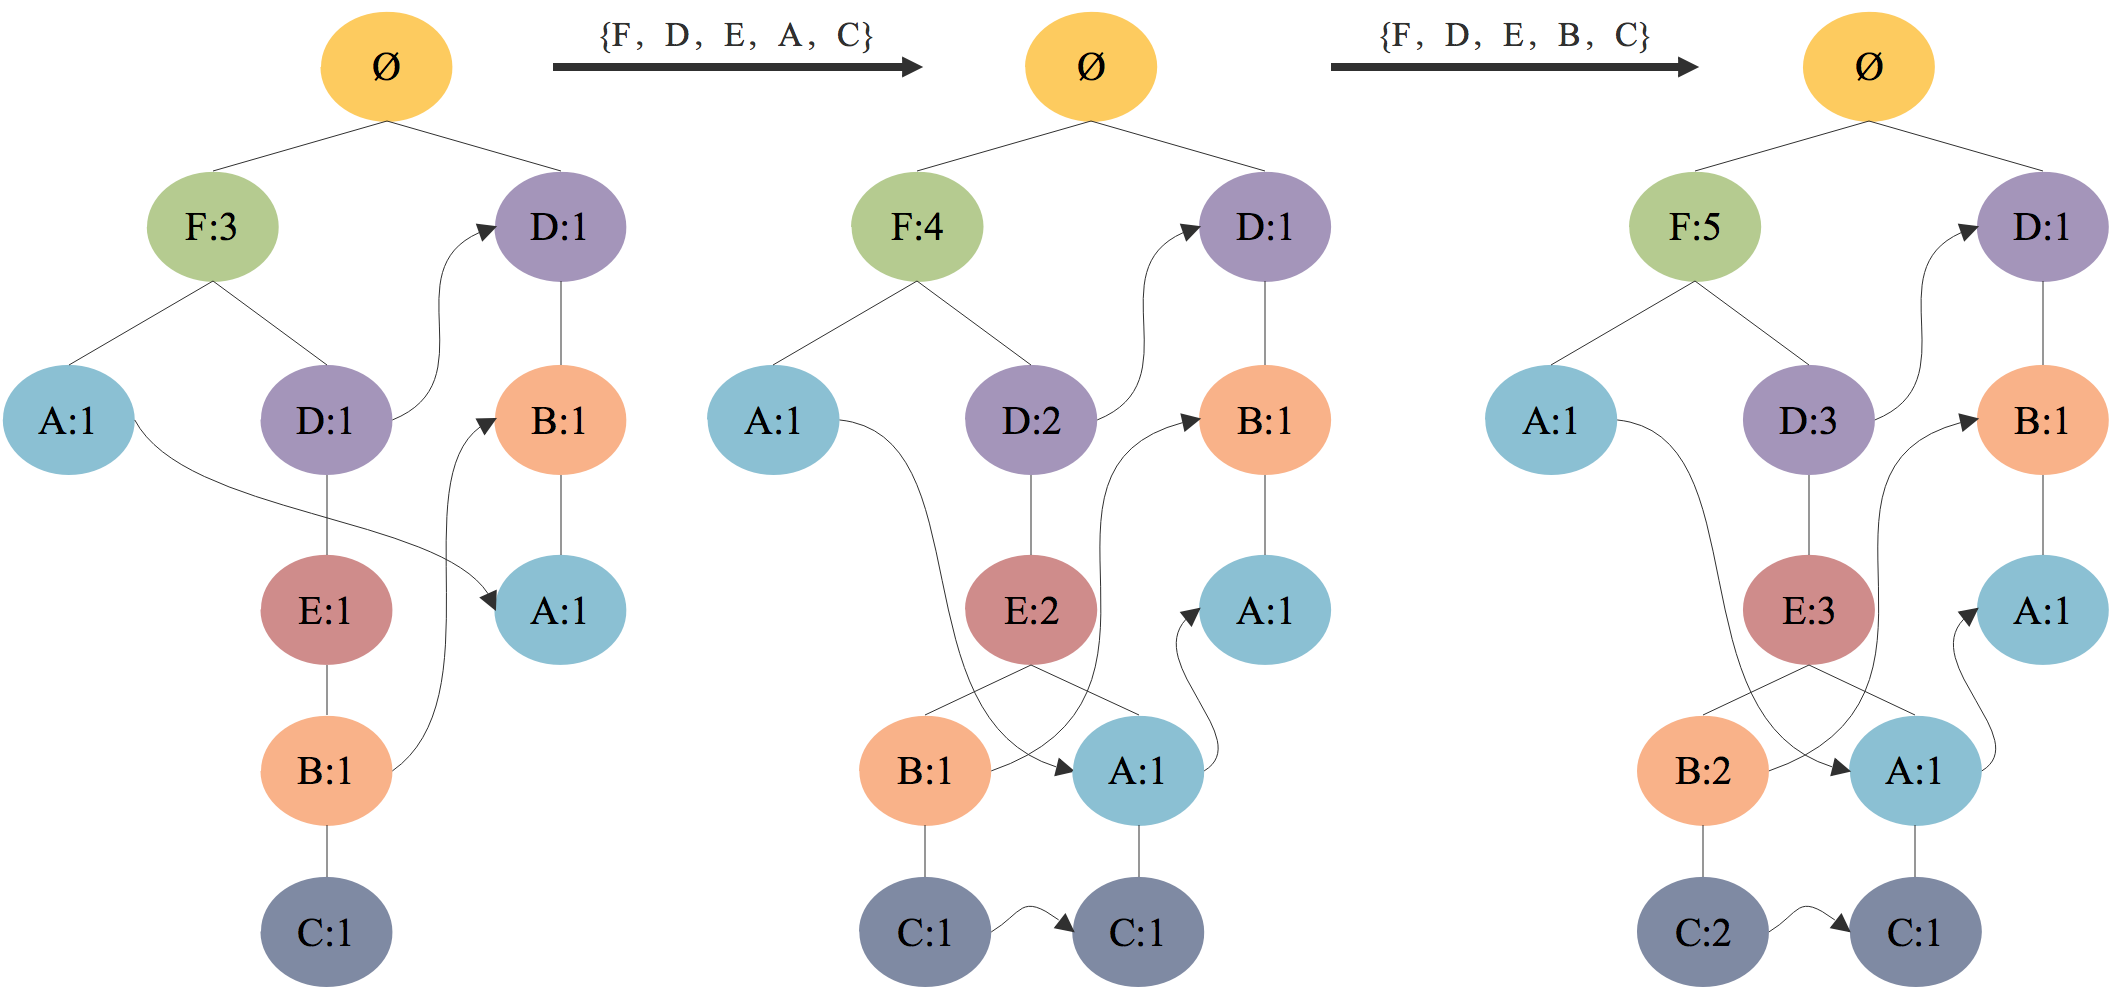 Ø {F, D, E, A, C} Ø {F, D, E, B, C} Ø
F:3 D:1 F:4 D:1 F:5 D:1
A:1 D:1 B:1 A:1 D:2 B:1 A:1 D:3 B:1
E:1 A:1 E:2 A:1 E:3 A:1
B:1 B:1 A:1 B:2 A:1
C:1 C:1 C:1 C:2 C:1